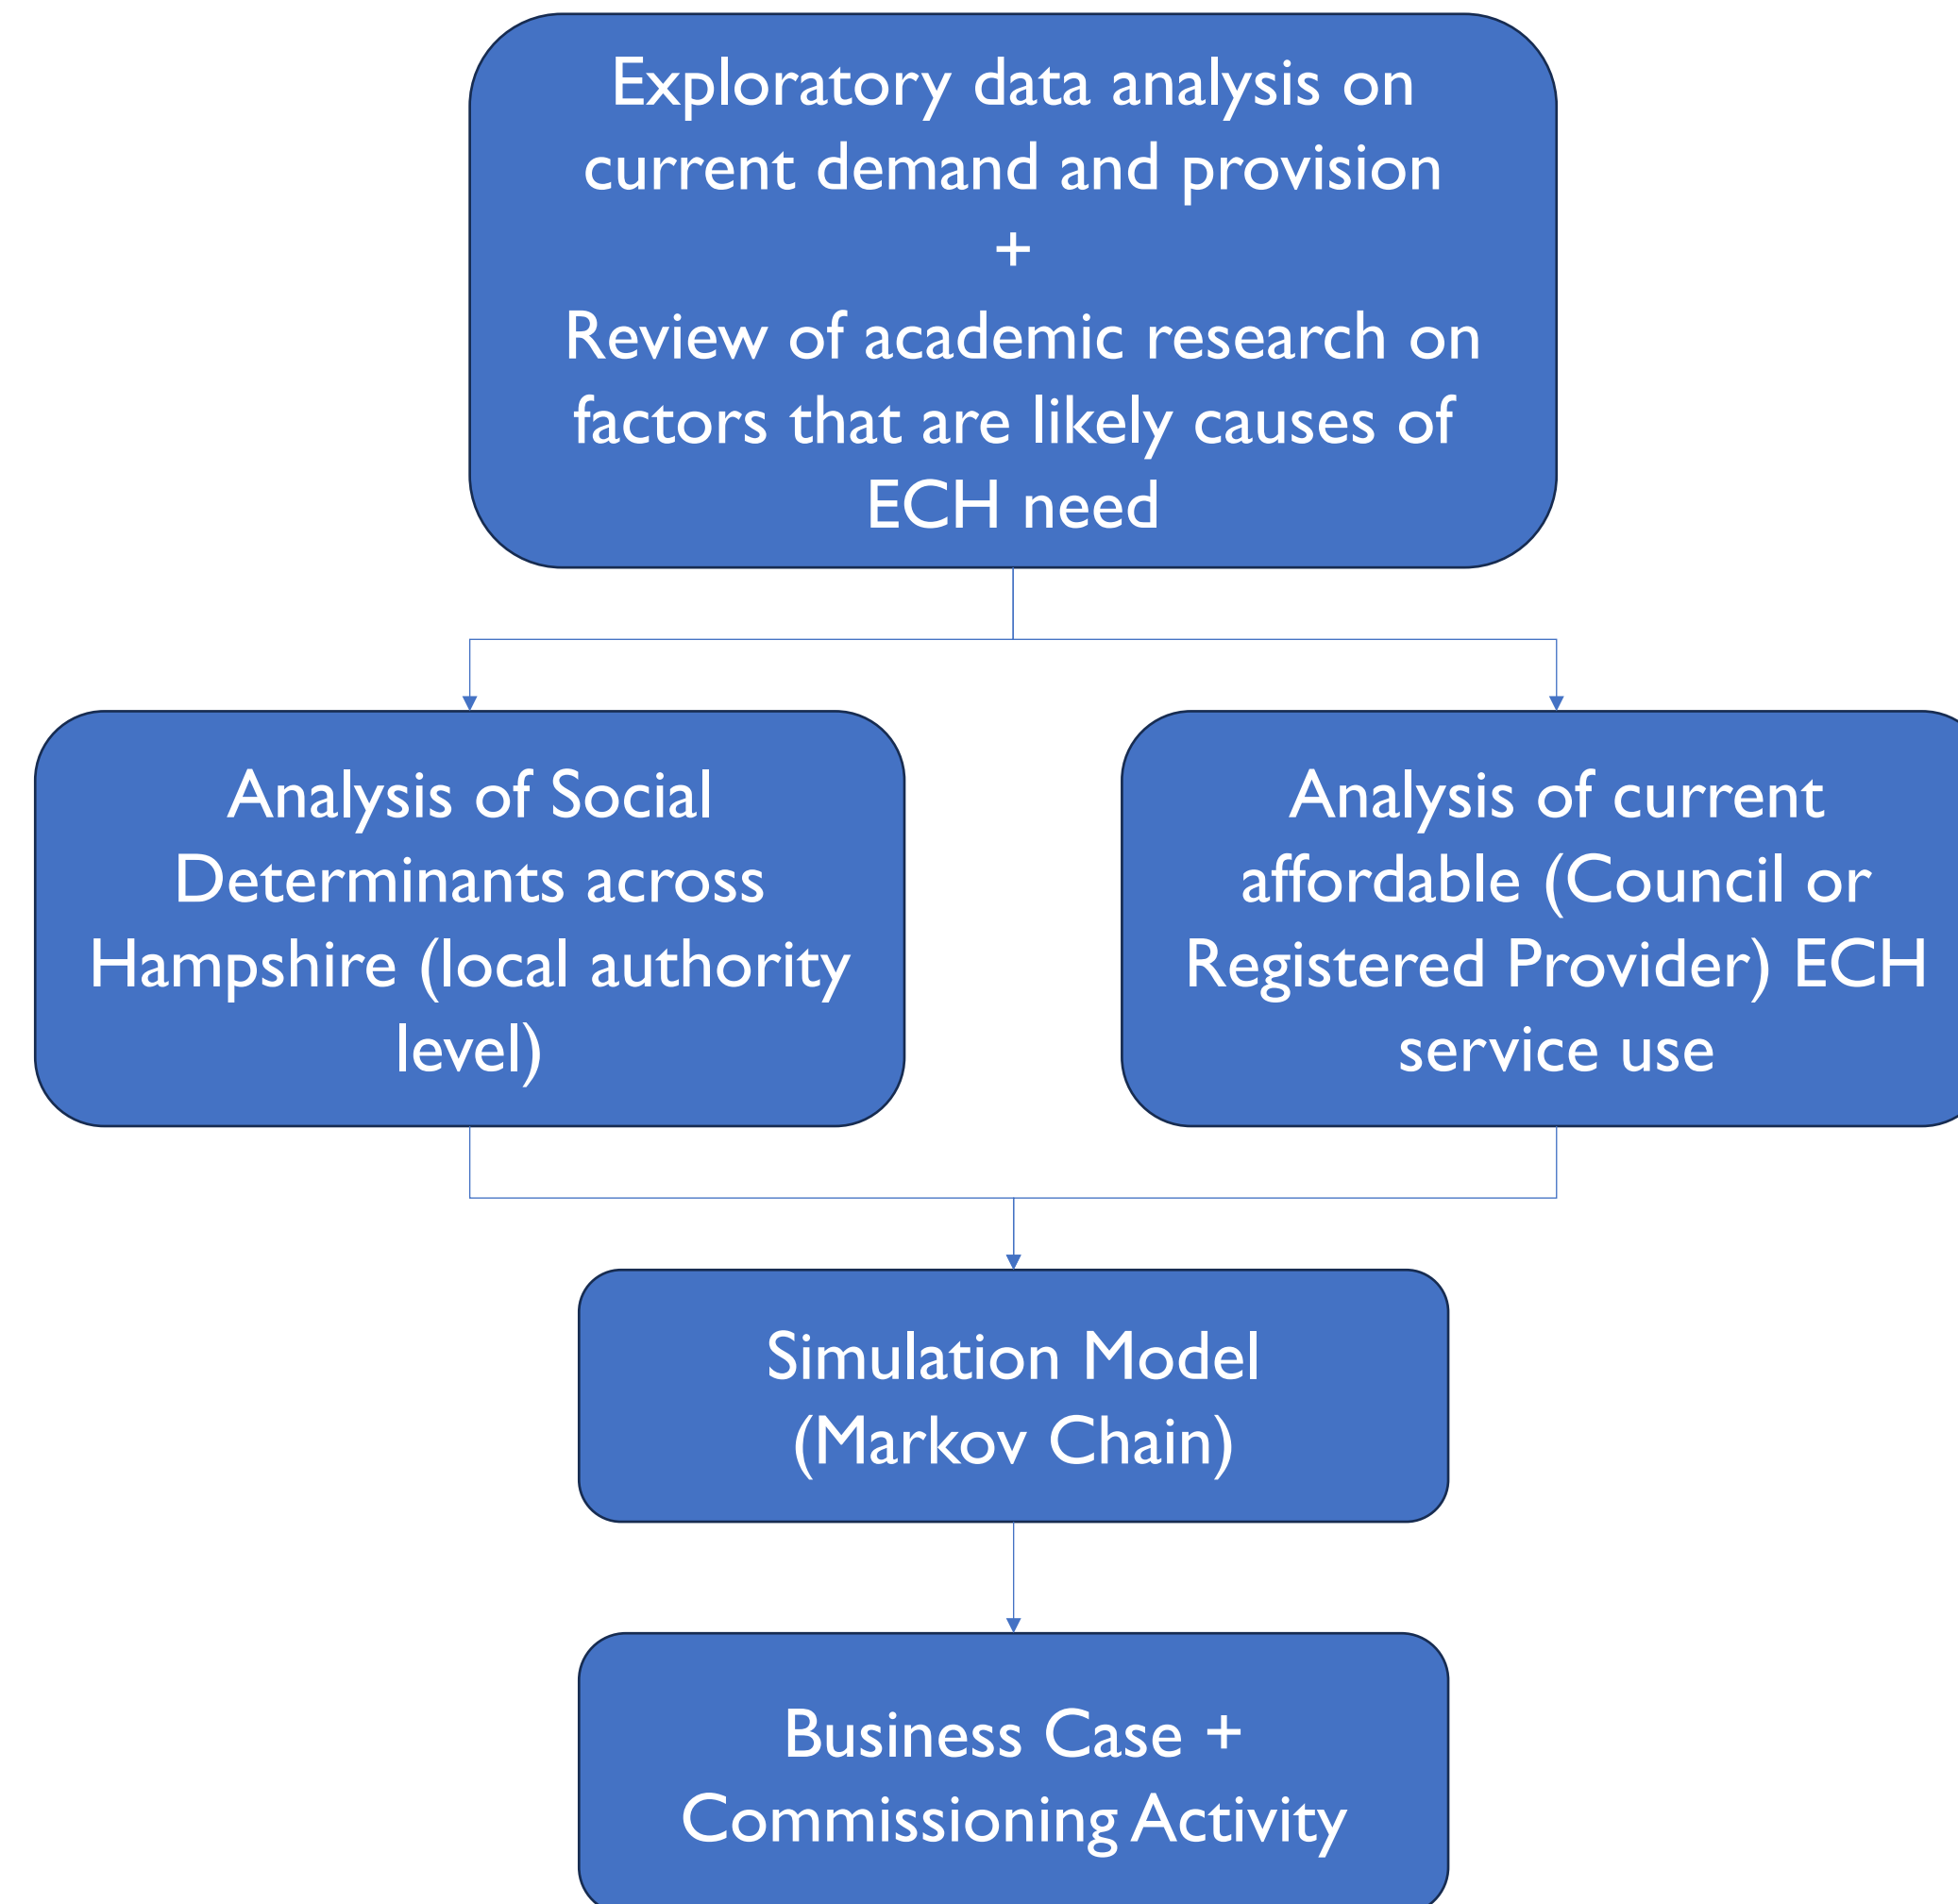 Exploratory data analysis on
current demand and provision
+
Review of academic research on
factors that are likely causes of
ECH need
Analysis of Social
Determinants across
Hampshire (local authority
level)
Analysis of current
affordable (Council or
Registered Provider) ECH
service use
Simulation Model
(Markov Chain)
Business Case +
Commissioning Activity